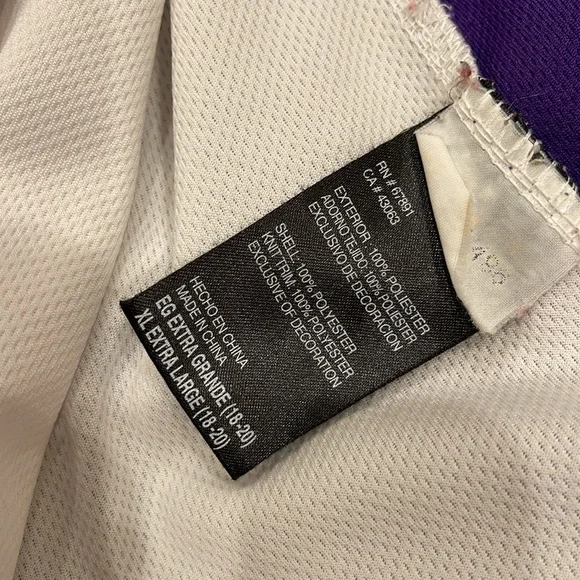 XL EXTRA LARGE (18-20)
EG EXTRA GRANDE (18-20)
MADE IN CHINA
HECHO EN CHINA
SHELL: 100% POLYESTER
KNIT TRIM: 100% POLYESTER
EXCLUSIVE OF DECORATION
EXTERIOR: 100% POLIESTER
ADORNO TEJIDO: 100% POLIESTER
EXCLUSIVO DE DECORACIÓN
RN # 67891
CA # 43063